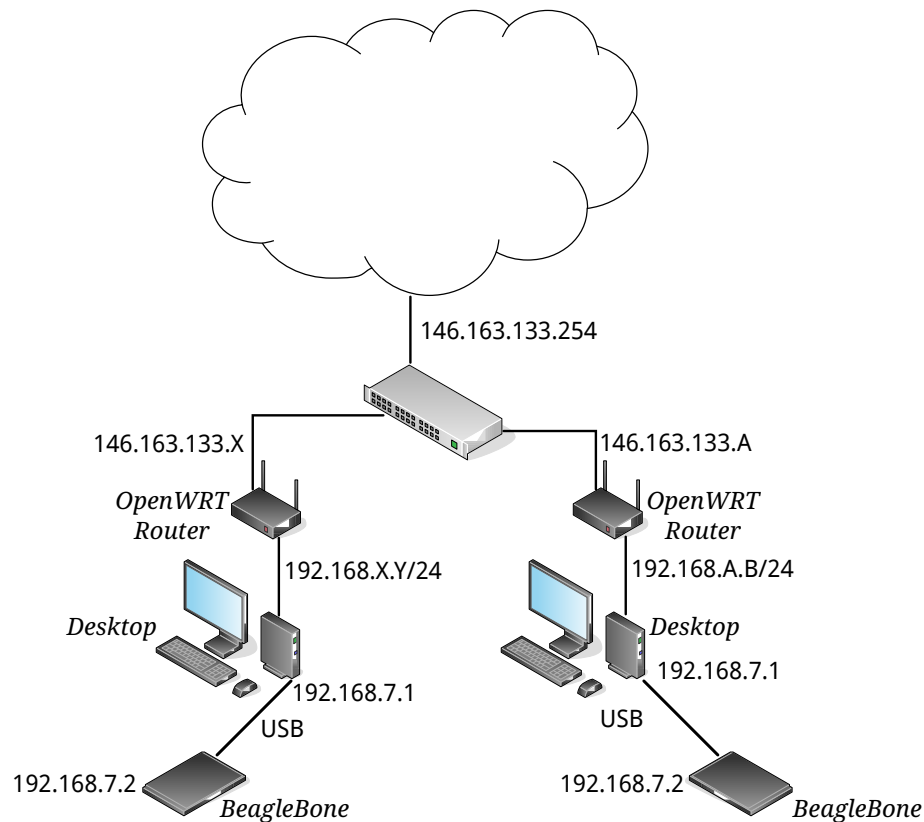 146.163.133.254
146.163.133.X
146.163.133.A
OpenWRT
Router
OpenWRT
Router
192.168.X.Y/24
192.168.A.B/24
Desktop
Desktop
192.168.7.1
192.168.7.1
USB
USB
192.168.7.2
192.168.7.2
BeagleBone
BeagleBone